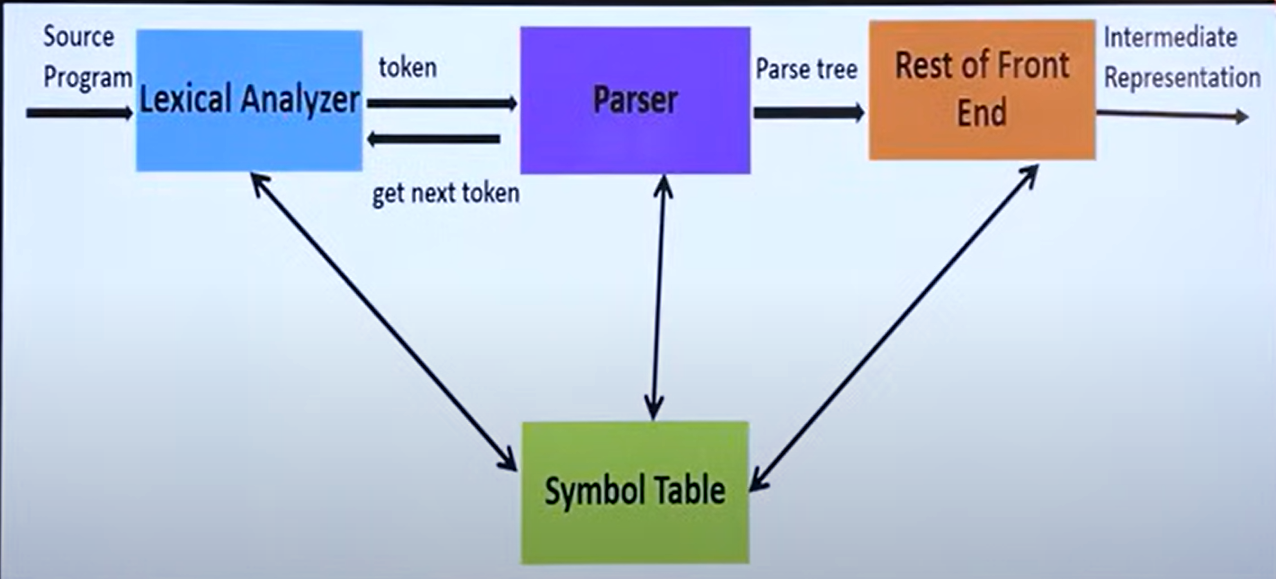 Source
Program
Lexical Analyzer
token
get next token
Parser
Parse tree
Rest of Front
End
Intermediate
Representation
Symbol Table